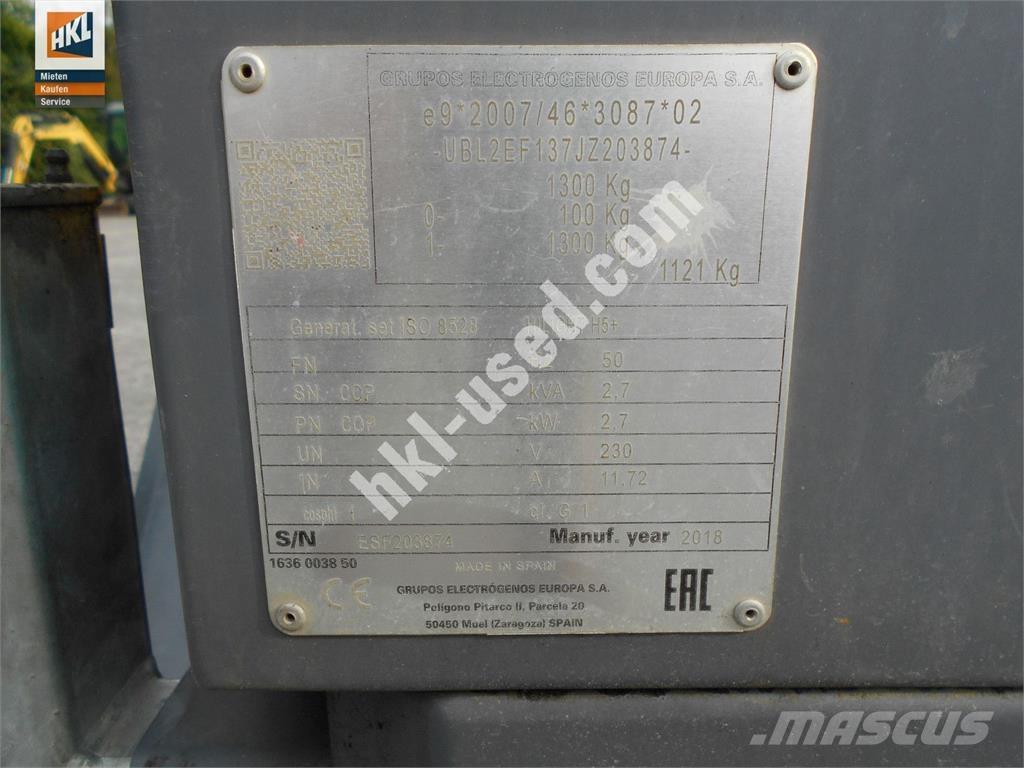 HKL
Mieten
Kaufen
Service
GRUPOS ELECTROGENOS EUROPA S.A.
e9*2007/46*3087*02
-UBL2EF137JZ203874-
1300 Kg
0- 100 Kg
1- 1300 Kg
1121 Kg
Generat. set ISO 8528 H5+
FN 50
SN COP kVA 2,7
PN COP kW 2,7
UN V 230
IN A 11,72
cosphi 1 cl. G 1
S/N ESF203874 Manuf. year 2018
1636 0038 50
MADE IN SPAIN
CE
GRUPOS ELECTRÓGENOS EUROPA S.A.
Polígono Pitarco II, Parcela 20
50450 Muel (Zaragoza) SPAIN
EAC
hkl-used.com
MASCUS